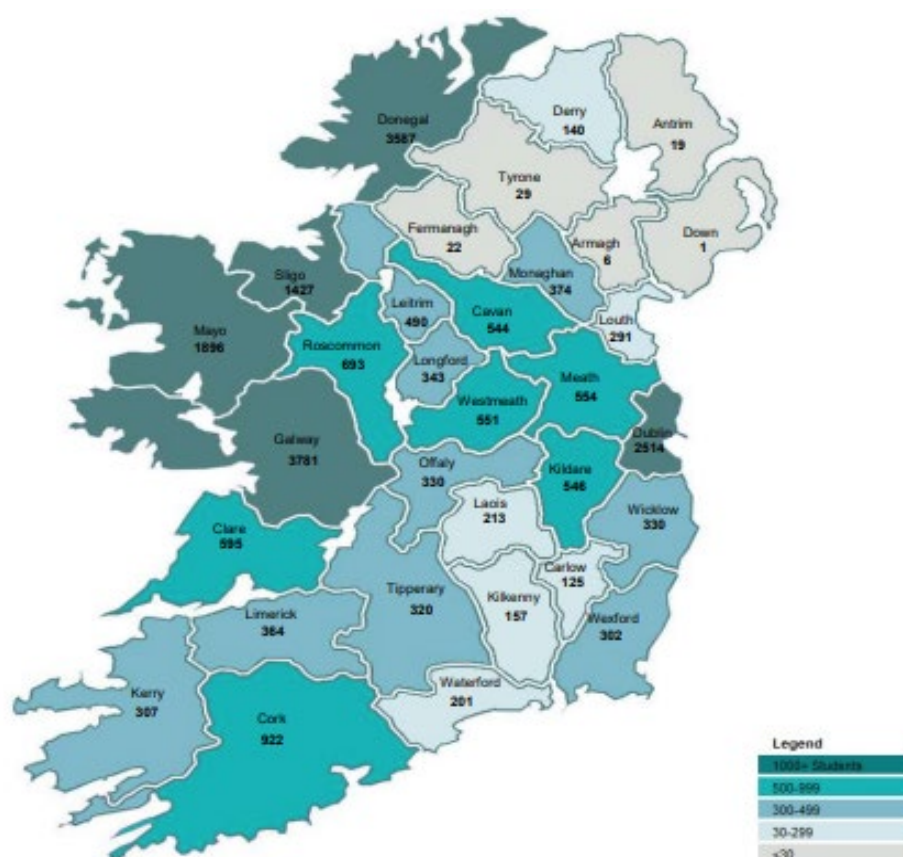 Donegal
3587
Derry
140
Antrim
19
Tyrone
29
Fermanagh
22
Armagh
6
Down
1
Monaghan
374
Sligo
1427
Leitrim
490
Cavan
544
Louth
291
Mayo
1896
Roscommon
693
Longford
343
Meath
554
Westmeath
551
Dublin
2514
Galway
3781
Offaly
330
Kildare
546
Laois
213
Wicklow
330
Clare
595
Carlow
125
Tipperary
320
Kilkenny
157
Limerick
364
Wexford
302
Kerry
307
Waterford
201
Cork
922
Legend
1000+ Students
500-999
300-499
30-299
<30